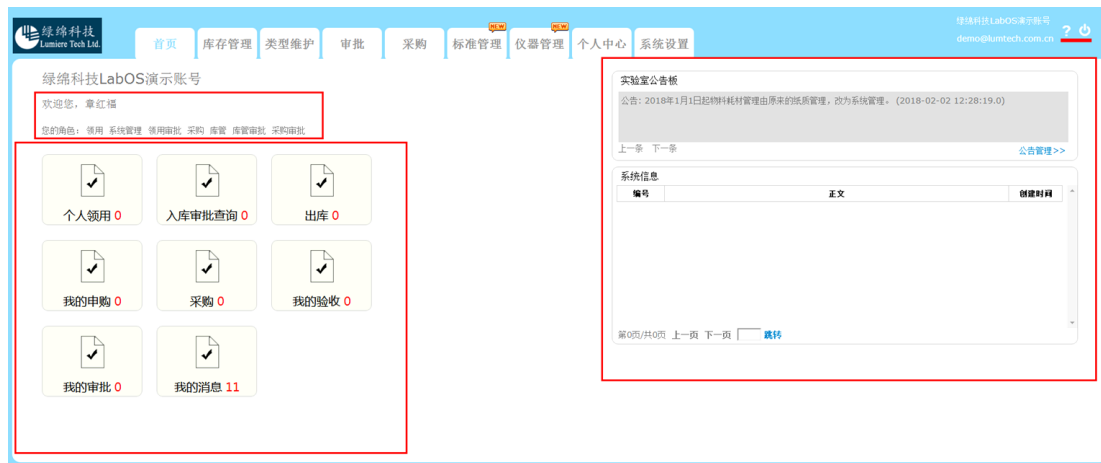 绿绵科技
Lumiere Tech Ltd.
首页 库存管理 类型维护 审批 采购 标准管理 NEW 仪器管理 NEW 个人中心 系统设置
绿绵科技LabOS演示账号
demo@lumtech.com.cn
?
绿绵科技LabOS演示账号
欢迎您，章红福
您的角色： 领用 系统管理 领用审批 采购 库管 库管审批 采购审批
个人领用 0 入库审批查询 0 出库 0
我的申购 0 采购 0 我的验收 0
我的审批 0 我的消息 11
实验室公告板
公告: 2018年1月1日起物料耗材管理由原来的纸质管理，改为系统管理。 (2018-02-02 12:28:19.0)
上一条 下一条 公告管理>>
系统信息
编号 正文 创建时间
第0页/共0页 上一页 下一页 跳转